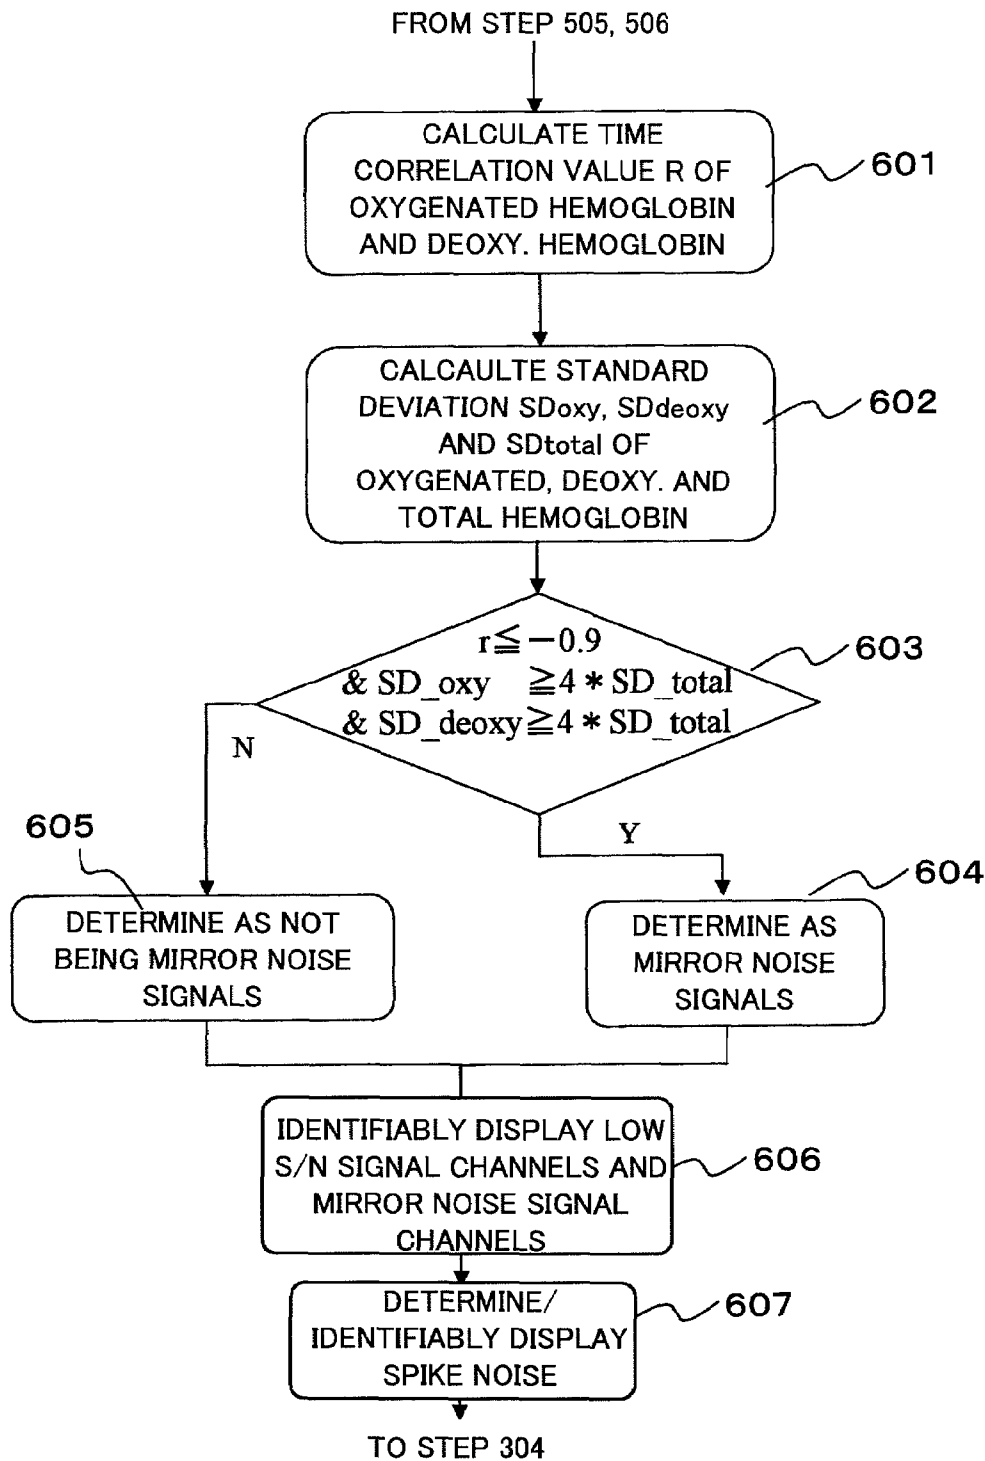 FROM STEP 505, 506
CALCULATE TIME
CORRELATION VALUE R OF
OXYGENATED HEMOGLOBIN
AND DEOXY. HEMOGLOBIN
601
CALCAULTE STANDARD
DEVIATION SDoxy, SDdeoxy
AND SDtotal OF
OXYGENATED, DEOXY. AND
TOTAL HEMOGLOBIN
602
r≦−0.9
& SD_oxy ≧4 * SD_total
& SD_deoxy≧4 * SD_total
603
N
Y
605
604
DETERMINE AS NOT
BEING MIRROR NOISE
SIGNALS
DETERMINE AS
MIRROR NOISE
SIGNALS
IDENTIFIABLY DISPLAY LOW
S/N SIGNAL CHANNELS AND
MIRROR NOISE SIGNAL
CHANNELS
606
DETERMINE/
IDENTIFIABLY DISPLAY
SPIKE NOISE
607
TO STEP 304